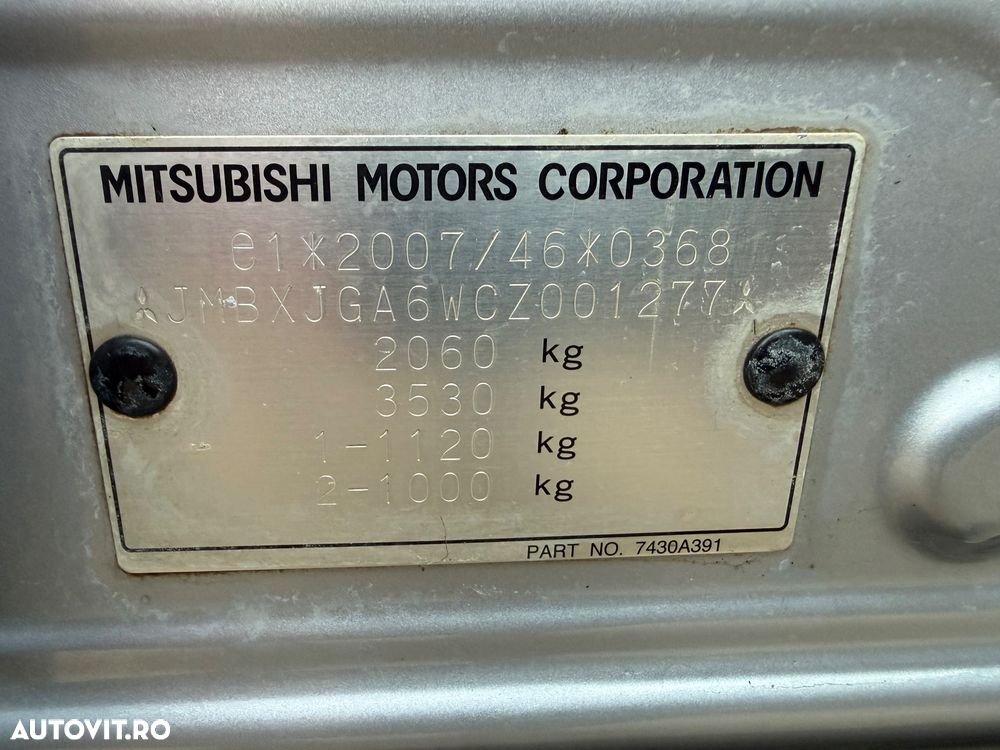 MITSUBISHI MOTORS CORPORATION
e1*2007/46*0368
JMBXJGA6WCZ001277
2060 kg
3530 kg
1-1120 kg
2-1000 kg
PART NO. 7430A391
AUTOVIT.RO